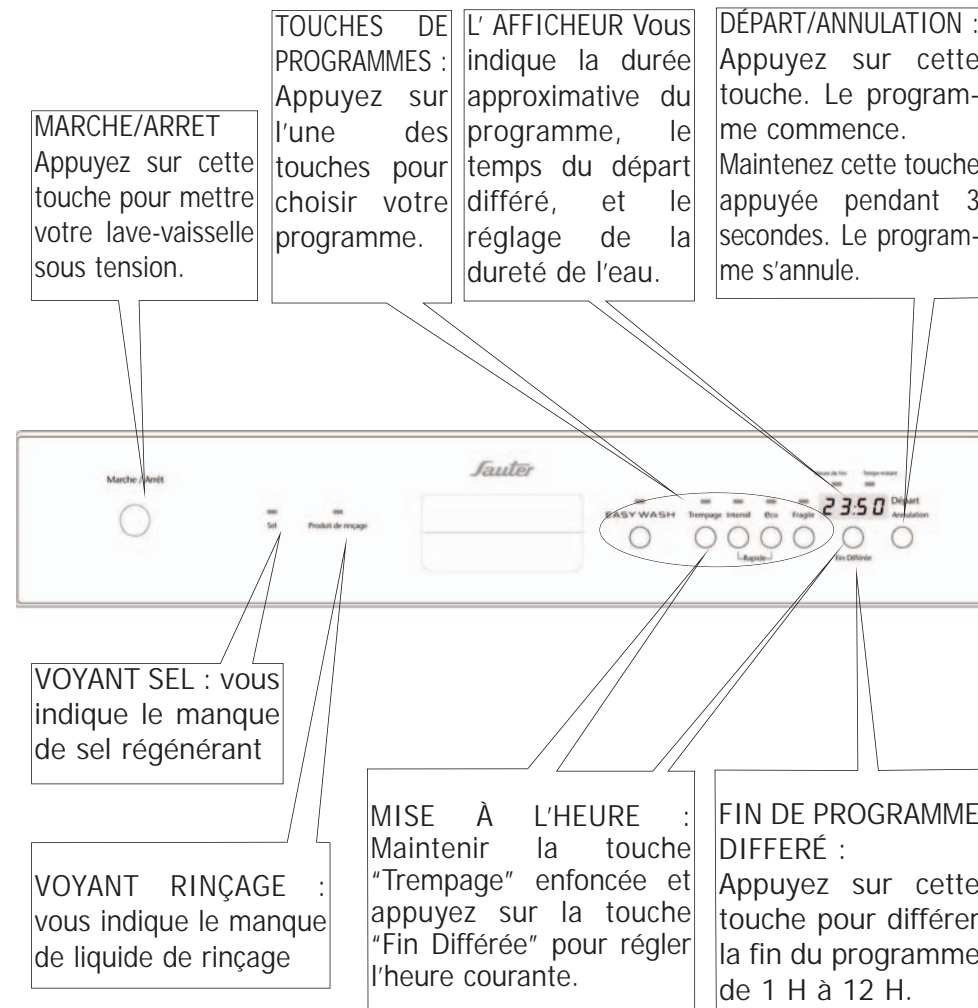 TOUCHES DE
PROGRAMMES :
Appuyez sur
l'une des
touches pour
choisir votre
programme.
L' AFFICHEUR Vous
indique la durée
approximative du
programme, le
temps du départ
différé, et le
réglage de la
dureté de l'eau.
DÉPART/ANNULATION :
Appuyez sur cette
touche. Le program-
me commence.
Maintenez cette touche
appuyée pendant 3
secondes. Le program-
me s'annule.
MARCHE/ARRET
Appuyez sur cette
touche pour mettre
votre lave-vaisselle
sous tension.
Marche / Arrêt
Sel
Produit de rinçage
Sauter
EASY WASH
Trempage
Intensif
éco
Fragile
Rapide
Heure de fin
Temps restant
23:50
Départ
Annulation
Fin Différée
VOYANT SEL : vous
indique le manque
de sel régénérant
VOYANT RINÇAGE :
vous indique le manque
de liquide de rinçage
MISE À L'HEURE :
Maintenir la touche
"Trempage" enfoncée et
appuyez sur la touche
"Fin Différée" pour régler
l'heure courante.
FIN DE PROGRAMME
DIFFERÉ :
Appuyez sur cette
touche pour différer
la fin du programme
de 1 H à 12 H.